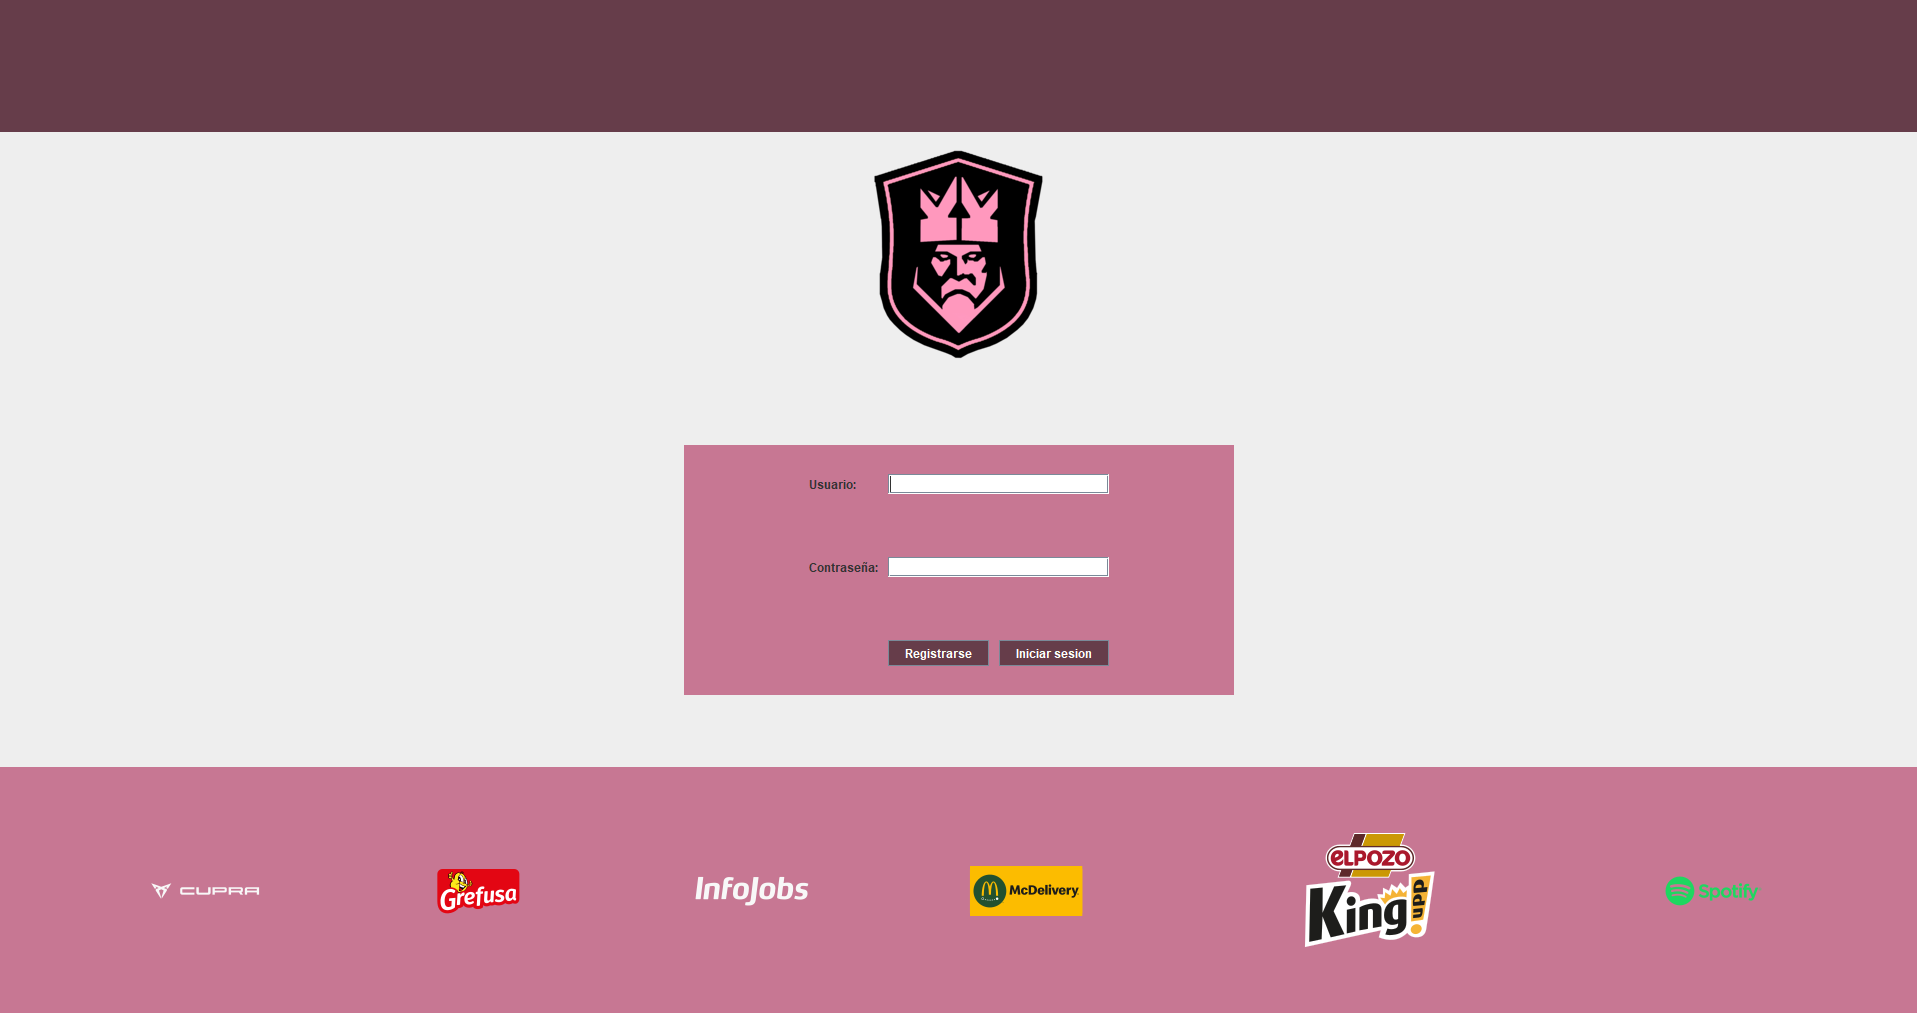 Usuario:
Contraseña:
Registrarse
Iniciar sesion
CUPRA
Grefusa
InfoJobs
McDelivery
ELPOZO
King upp!
Spotify